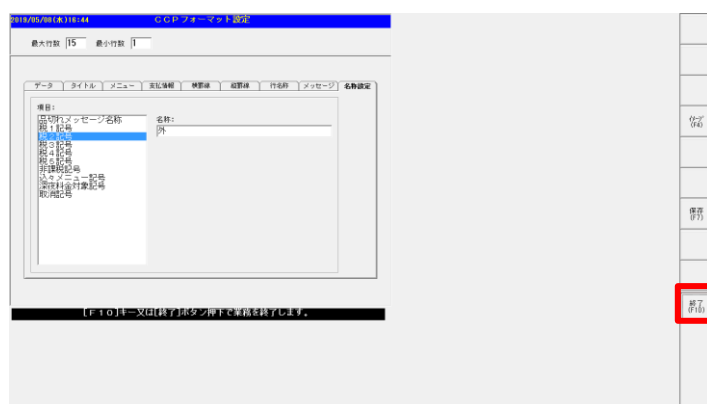 2019/05/08(水)16:44 CCPフォーマット設定
最大行数 15 最小行数 1
データ タイトル メニュー 支払情報 横罫線 縦罫線 行名称 メッセージ 名称設定
項目:
品切れメッセージ名称
税1記号
税2記号
税3記号
税4記号
税5記号
非課税記号
込々メニュー記号
深夜料金対象記号
取消記号
名称:
外
イメージ
(F4)
保存
(F7)
終了
(F10)
[F10]キー又は[終了]ボタン押下で業務を終了します。